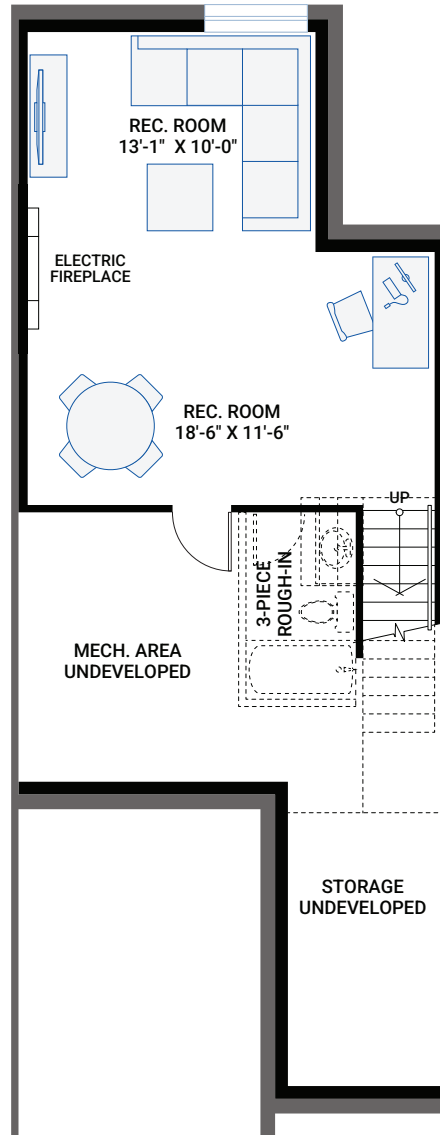 REC. ROOM
13'-1" X 10'-0"
ELECTRIC
FIREPLACE
REC. ROOM
18'-6" X 11'-6"
UP
3-PIECE
ROUGH-IN
MECH. AREA
UNDEVELOPED
STORAGE
UNDEVELOPED